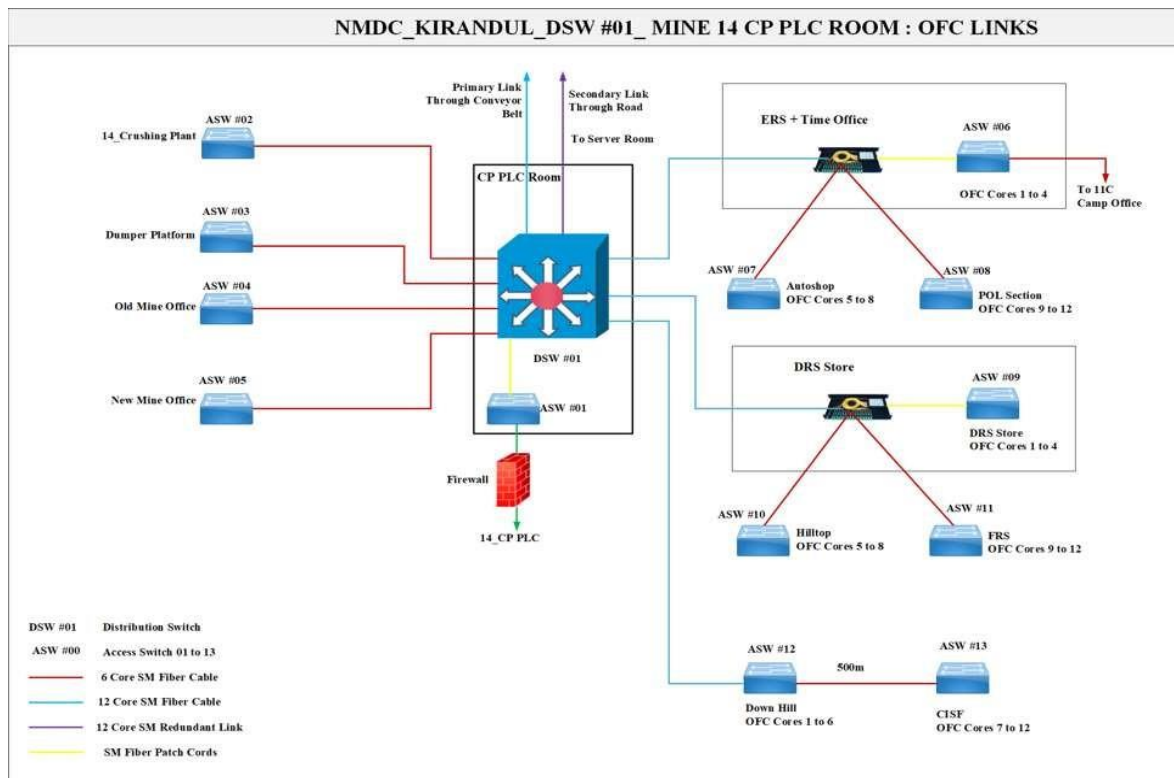 NMDC_KIRANDUL_DSW #01_ MINE 14 CP PLC ROOM : OFC LINKS
Primary Link
Through Conveyor
Belt
Secondary Link
Through Road
To Server Room
ASW #02
14_Crushing Plant
ASW #03
Dumper Platform
ASW #04
Old Mine Office
ASW #05
New Mine Office
CP PLC Room
DSW #01
ASW #01
Firewall
14_CP PLC
ERS + Time Office
ASW #06
OFC Cores 1 to 4
To 11C
Camp Office
ASW #07
Autoshop
OFC Cores 5 to 8
ASW #08
POL Section
OFC Cores 9 to 12
DRS Store
ASW #09
DRS Store
OFC Cores 1 to 4
ASW #10
Hilltop
OFC Cores 5 to 8
ASW #11
FRS
OFC Cores 9 to 12
ASW #12
500m
ASW #13
Down Hill
OFC Cores 1 to 6
CISF
OFC Cores 7 to 12
DSW #01 Distribution Switch
ASW #00 Access Switch 01 to 13
6 Core SM Fiber Cable
12 Core SM Fiber Cable
12 Core SM Redundant Link
SM Fiber Patch Cords